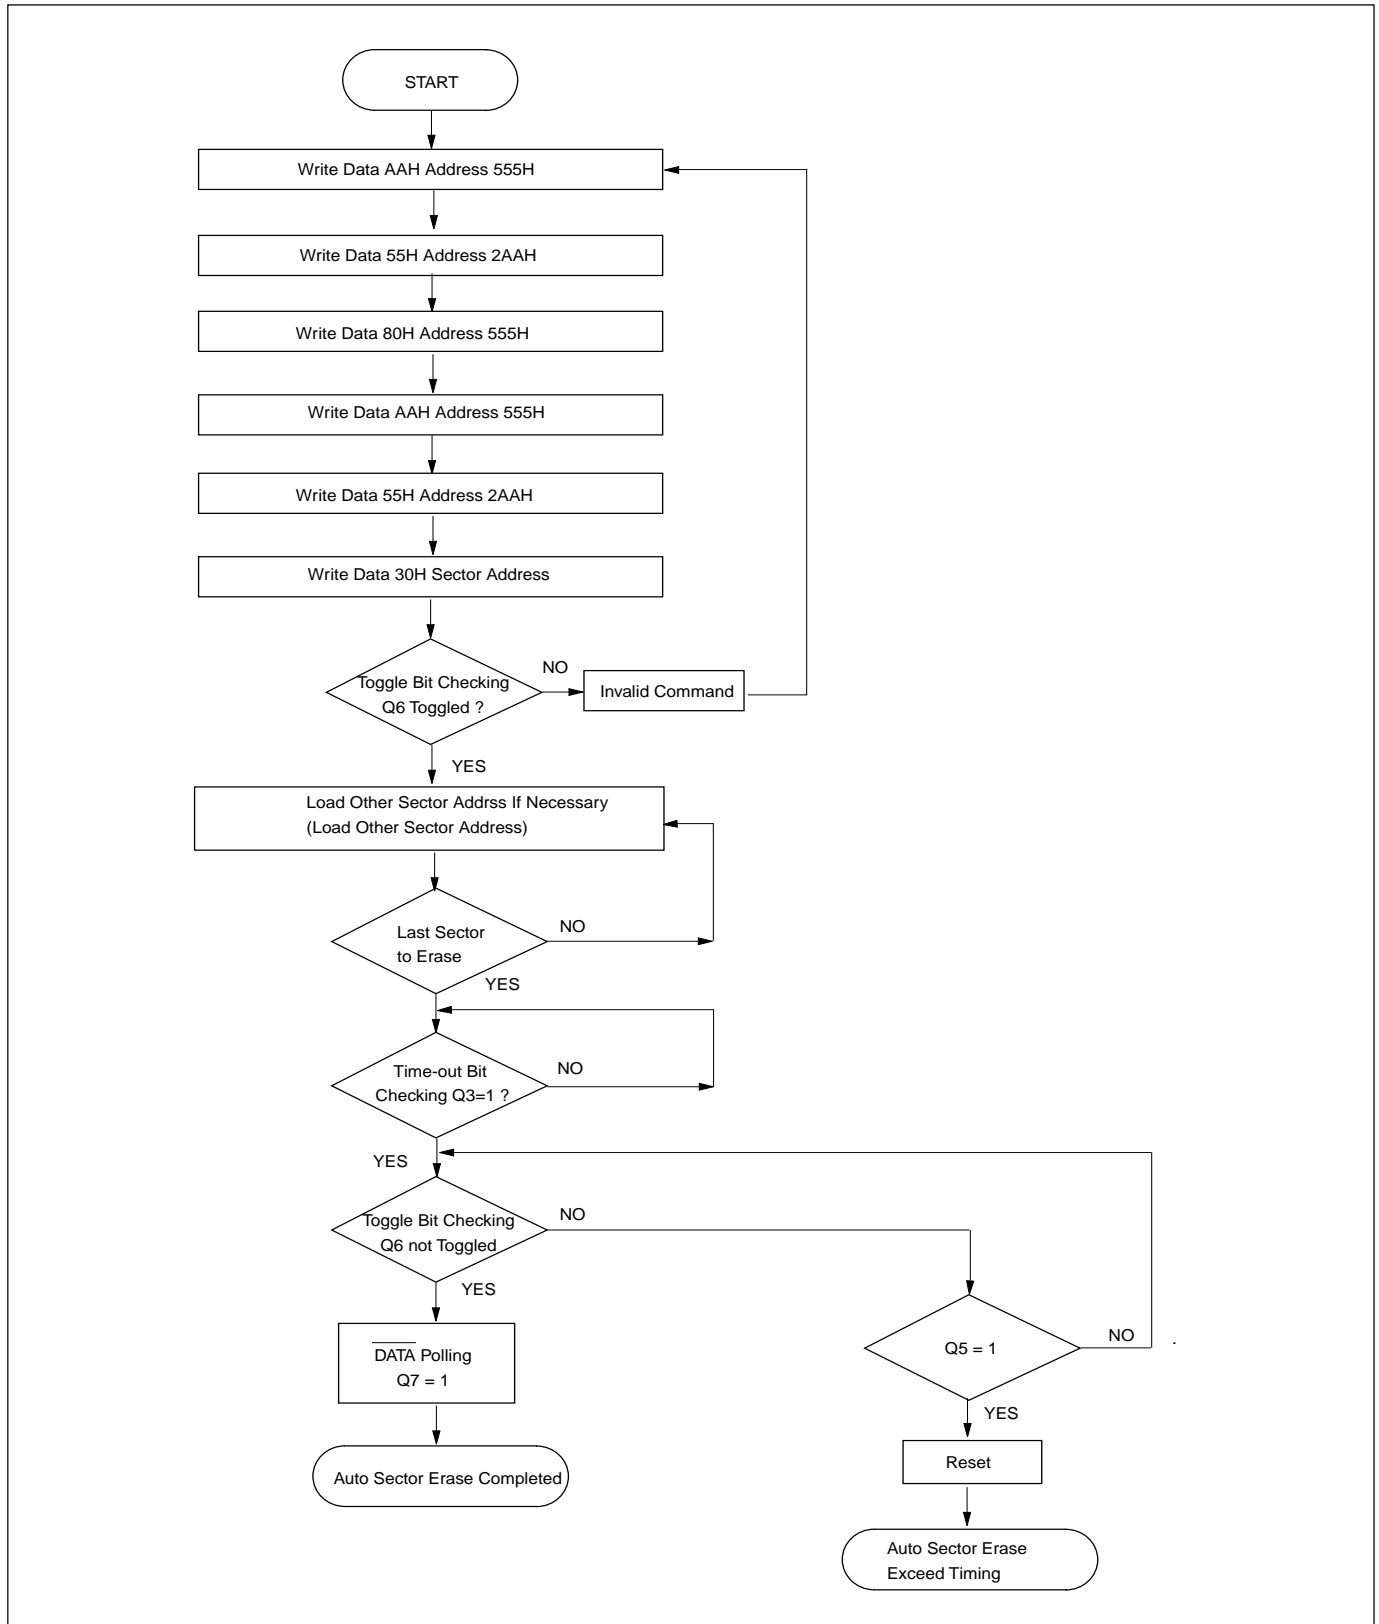 START
Write Data AAH Address 555H
Write Data 55H Address 2AAH
Write Data 80H Address 555H
Write Data AAH Address 555H
Write Data 55H Address 2AAH
Write Data 30H Sector Address
Toggle Bit Checking
Q6 Toggled ?
NO
Invalid Command
YES
Load Other Sector Addrss If Necessary
(Load Other Sector Address)
Last Sector
to Erase
NO
YES
Time-out Bit
Checking Q3=1 ?
NO
YES
Toggle Bit Checking
Q6 not Toggled
NO
YES
DATA Polling
Q7 = 1
Q5 = 1
NO
.
YES
Auto Sector Erase Completed
Reset
Auto Sector Erase
Exceed Timing